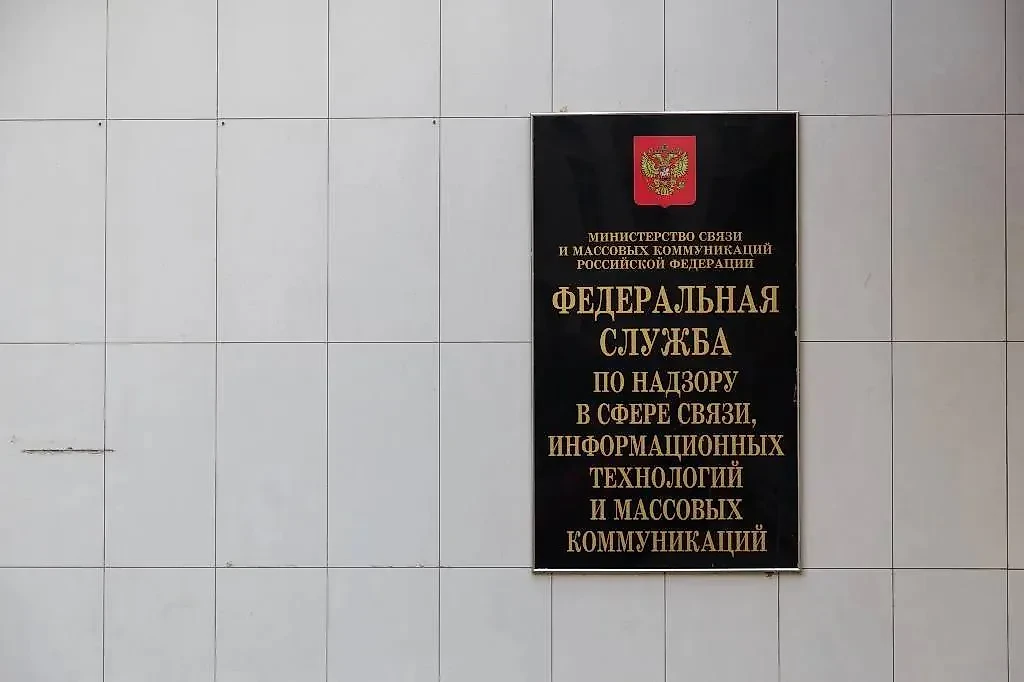 МИНИСТЕРСТВО СВЯЗИ
И МАССОВЫХ КОММУНИКАЦИЙ
РОССИЙСКОЙ ФЕДЕРАЦИИ
ФЕДЕРАЛЬНАЯ
СЛУЖБА
ПО НАДЗОРУ
В СФЕРЕ СВЯЗИ,
ИНФОРМАЦИОННЫХ
ТЕХНОЛОГИЙ
И МАССОВЫХ
КОММУНИКАЦИЙ